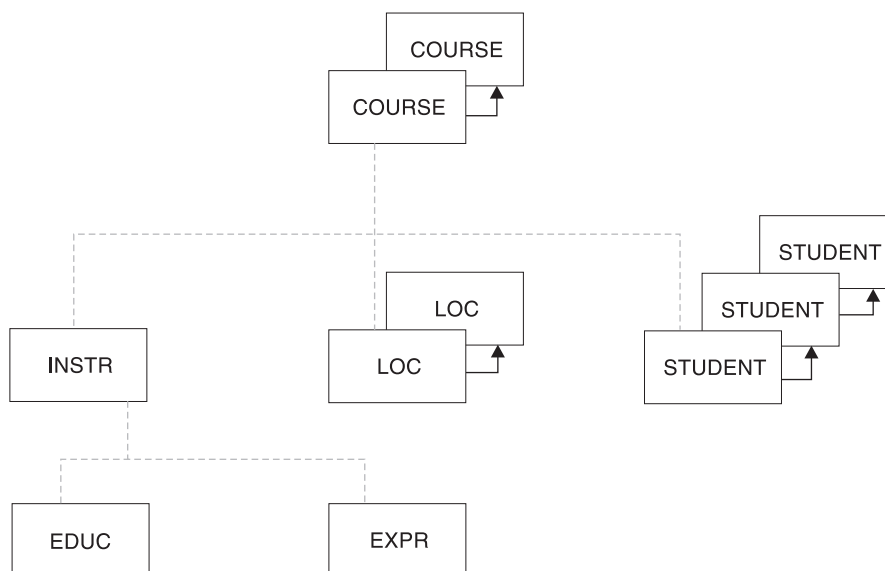 COURSE
COURSE
STUDENT
LOC
STUDENT
INSTR
LOC
STUDENT
EDUC
EXPR